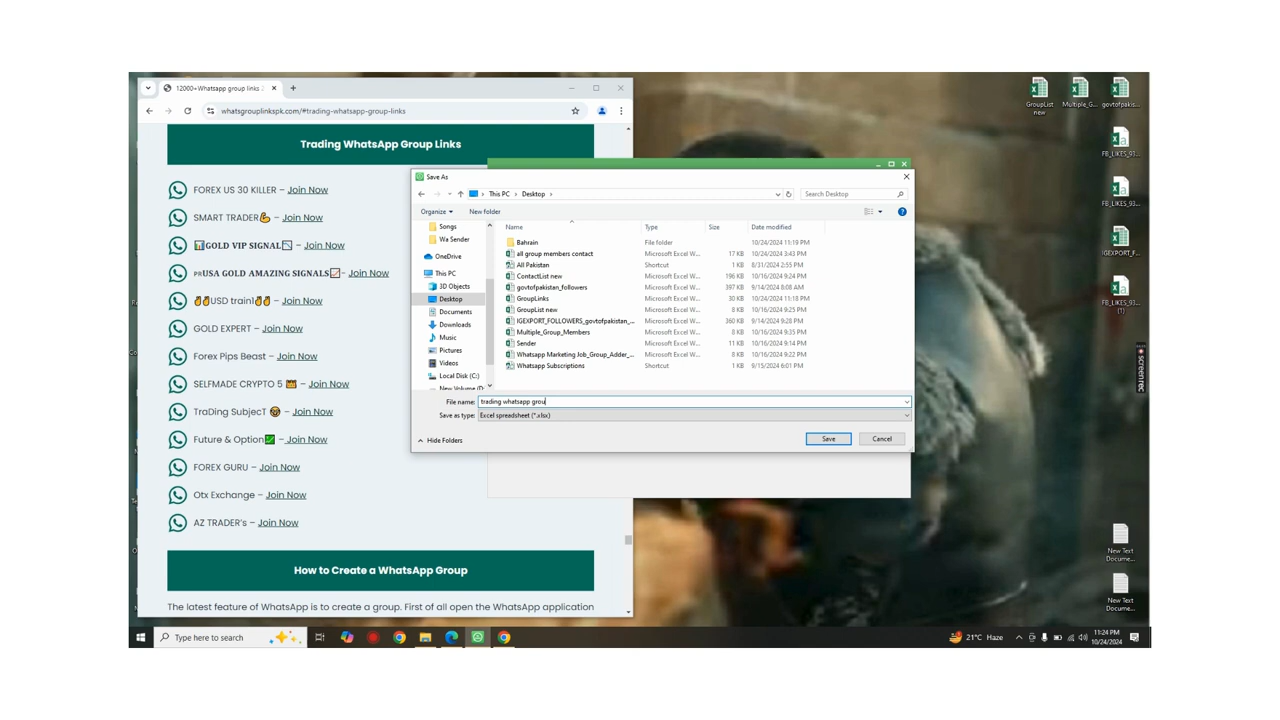 12000+Whatsapp group links
whatsgrouplinkspk.com/#trading-whatsapp-group-links
Trading WhatsApp Group Links
FOREX US 30 KILLER – Join Now
SMART TRADER💪 – Join Now
📊GOLD VIP SIGNAL📉 – Join Now
PRUSA GOLD AMAZING SIGNALS📈– Join Now
✌✌USD train1✌✌ – Join Now
GOLD EXPERT – Join Now
Forex Pips Beast – Join Now
SELFMADE CRYPTO 5 👑 – Join Now
TraDing SubjecT 🦁 – Join Now
Future & Option💹 – Join Now
FOREX GURU – Join Now
Otx Exchange – Join Now
AZ TRADER's – Join Now
How to Create a WhatsApp Group
The latest feature of WhatsApp is to create a group. First of all open the WhatsApp application
Save As
This PC › Desktop ›
Search Desktop
Organize
New folder
Songs
Wa Sender
OneDrive
This PC
3D Objects
Desktop
Documents
Downloads
Music
Pictures
Videos
Local Disk (C:)
New Volume (D:
Name Type Size Date modified
Bahrain File folder 10/24/2024 11:19 PM
all group members contact Microsoft Excel W... 17 KB 10/24/2024 3:43 PM
All Pakistan Shortcut 1 KB 8/31/2024 2:55 PM
ContactList new Microsoft Excel W... 196 KB 10/16/2024 9:24 PM
govtofpakistan_followers Microsoft Excel W... 397 KB 9/14/2024 8:08 AM
GroupLinks Microsoft Excel W... 30 KB 10/24/2024 11:18 PM
GroupList new Microsoft Excel W... 8 KB 10/16/2024 9:25 PM
IGEXPORT_FOLLOWERS_govtofpakistan_... Microsoft Excel W... 360 KB 9/14/2024 9:28 PM
Multiple_Group_Members Microsoft Excel W... 8 KB 10/16/2024 9:35 PM
Sender Microsoft Excel W... 11 KB 10/16/2024 9:14 PM
Whatsapp Marketing Job_Group_Adder_... Microsoft Excel W... 8 KB 10/16/2024 9:22 PM
Whatsapp Subscriptions Shortcut 1 KB 9/15/2024 6:01 PM
File name: trading whatsapp grou
Save as type: Excel spreadsheet (*.xlsx)
Hide Folders
Save
Cancel
GroupList new
Multiple_G...
govtofpakis...
FB_LIKES_93...
FB_LIKES_93...
IGEXPORT_F...
FB_LIKES_93... (1)
screenrec
New Text Docume...
New Text Docume...
Type here to search
21°C Haze
11:24 PM
10/24/2024